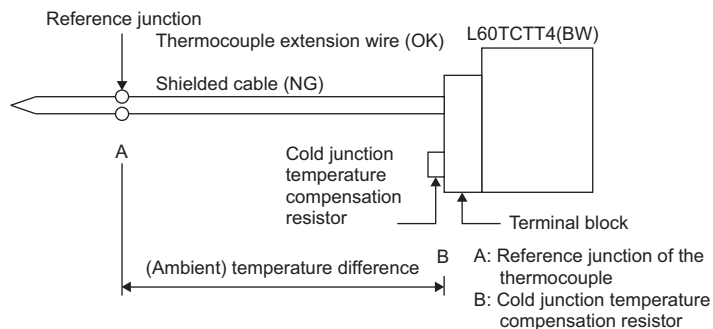 Reference junction
Thermocouple extension wire (OK)
L60TCTT4(BW)
Shielded cable (NG)
A
Cold junction
temperature
compensation
resistor
Terminal block
(Ambient) temperature difference
B
A: Reference junction of the
thermocouple
B: Cold junction temperature
compensation resistor